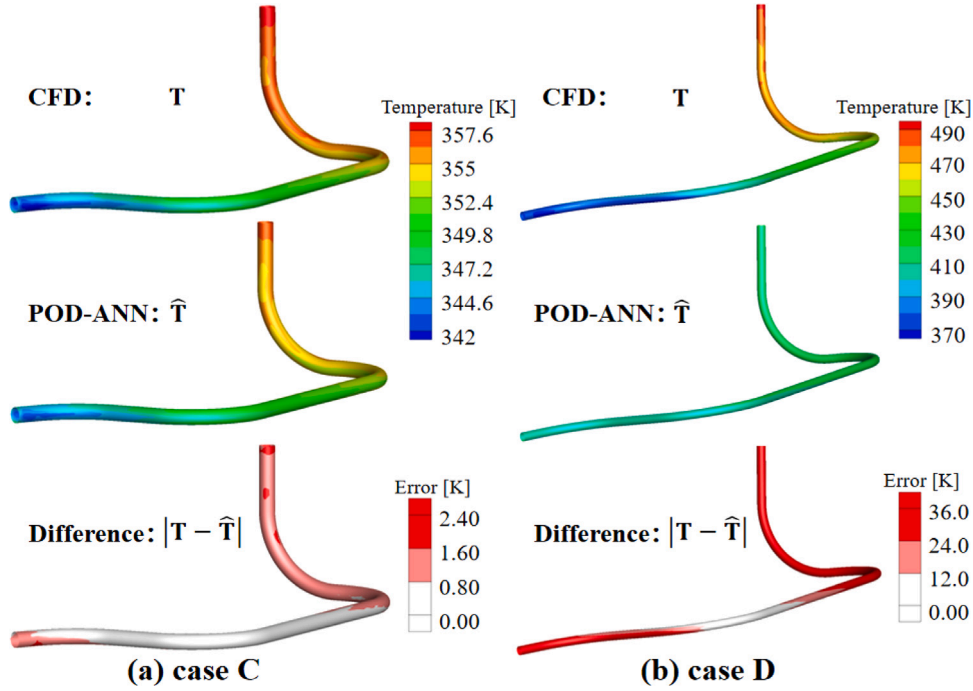 CFD: T
Temperature [K]
357.6
355
352.4
349.8
347.2
344.6
342
POD-ANN: T̂
Difference: |T − T̂|
Error [K]
2.40
1.60
0.80
0.00
(a) case C
CFD: T
Temperature [K]
490
470
450
430
410
390
370
POD-ANN: T̂
Difference: |T − T̂|
Error [K]
36.0
24.0
12.0
0.00
(b) case D